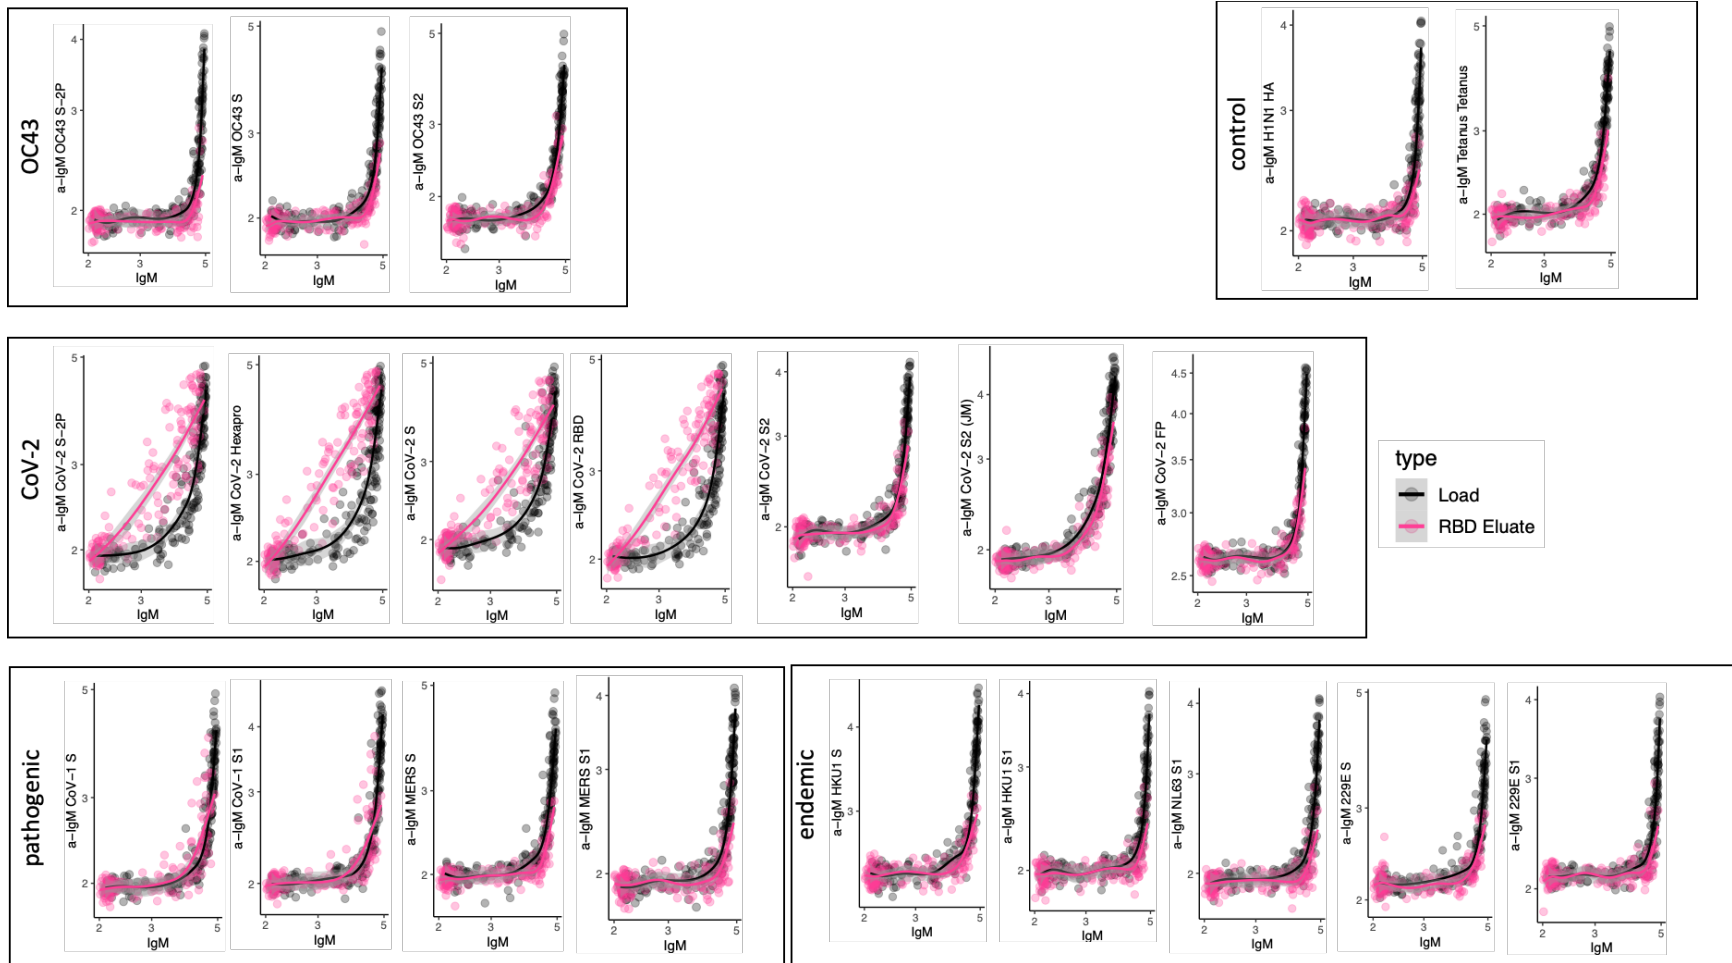 OC43
a-IgM OC43 S-2P
4
3
2
2 3 5
IgM
a-IgM OC43 S
5
3
2
2 3 5
IgM
a-IgM OC43 S2
5
3
2
2 3 5
IgM
control
a-IgM H1N1 HA
4
3
2
2 3 5
IgM
a-IgM Tetanus Tetanus
5
3
2
2 3 5
IgM
CoV-2
a-IgM CoV-2 S-2P
5
3
2
2 3 5
IgM
a-IgM CoV-2 Hexapro
5
3
2
2 3 5
IgM
a-IgM CoV-2 S
5
3
2
2 3 5
IgM
a-IgM CoV-2 RBD
5
3
2
2 3 5
IgM
a-IgM CoV-2 S2
4
3
2
2 3 5
IgM
a-IgM CoV-2 S2 (JM)
4
3
2
2 3 5
IgM
a-IgM CoV-2 FP
4.5
4.0
3.5
3.0
2.5
2 3 5
IgM
type
Load
RBD Eluate
pathogenic
a-IgM CoV-1 S
5
3
2
2 3 5
IgM
a-IgM CoV-1 S1
4
3
2
2 3 5
IgM
a-IgM MERS S
5
3
2
2 3 5
IgM
a-IgM MERS S1
4
3
2
2 3 5
IgM
endemic
a-IgM HKU1 S
4
3
2 3 5
IgM
a-IgM HKU1 S1
4
3
2
2 3 5
IgM
a-IgM NL63 S1
4
3
2
2 3 5
IgM
a-IgM 229E S
5
3
2
2 3 5
IgM
a-IgM 229E S1
4
3
2
2 3 5
IgM